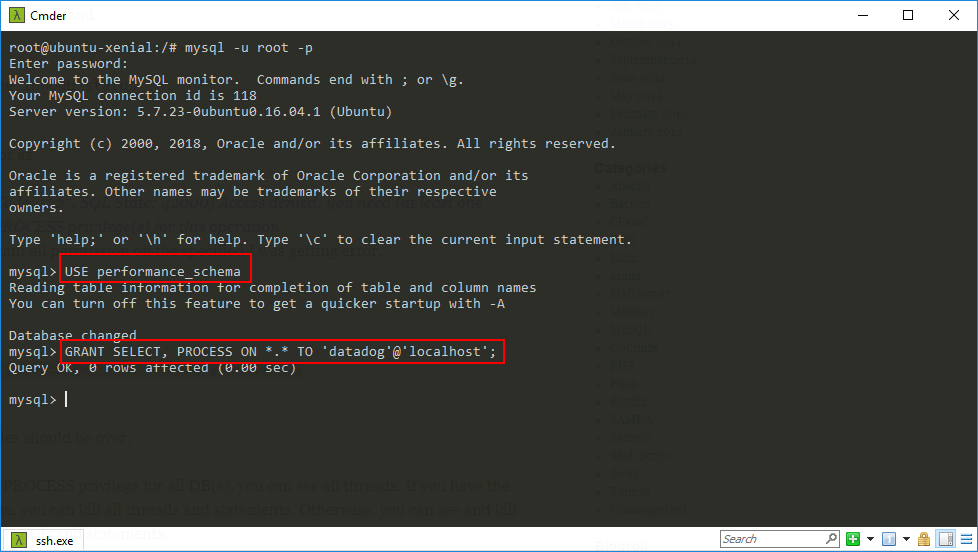 Cmder
root@ubuntu-xenial:/# mysql -u root -p
Enter password:
Welcome to the MySQL monitor.  Commands end with ; or \g.
Your MySQL connection id is 118
Server version: 5.7.23-0ubuntu0.16.04.1 (Ubuntu)
Copyright (c) 2000, 2018, Oracle and/or its affiliates. All rights reserved.
Oracle is a registered trademark of Oracle Corporation and/or its
affiliates. Other names may be trademarks of their respective
owners.
Type 'help;' or '\h' for help. Type '\c' to clear the current input statement.
mysql> USE performance_schema
Reading table information for completion of table and column names
You can turn off this feature to get a quicker startup with -A
Database changed
mysql> GRANT SELECT, PROCESS ON *.* TO 'datadog'@'localhost';
Query OK, 0 rows affected (0.00 sec)
mysql>
ssh.exe
Search